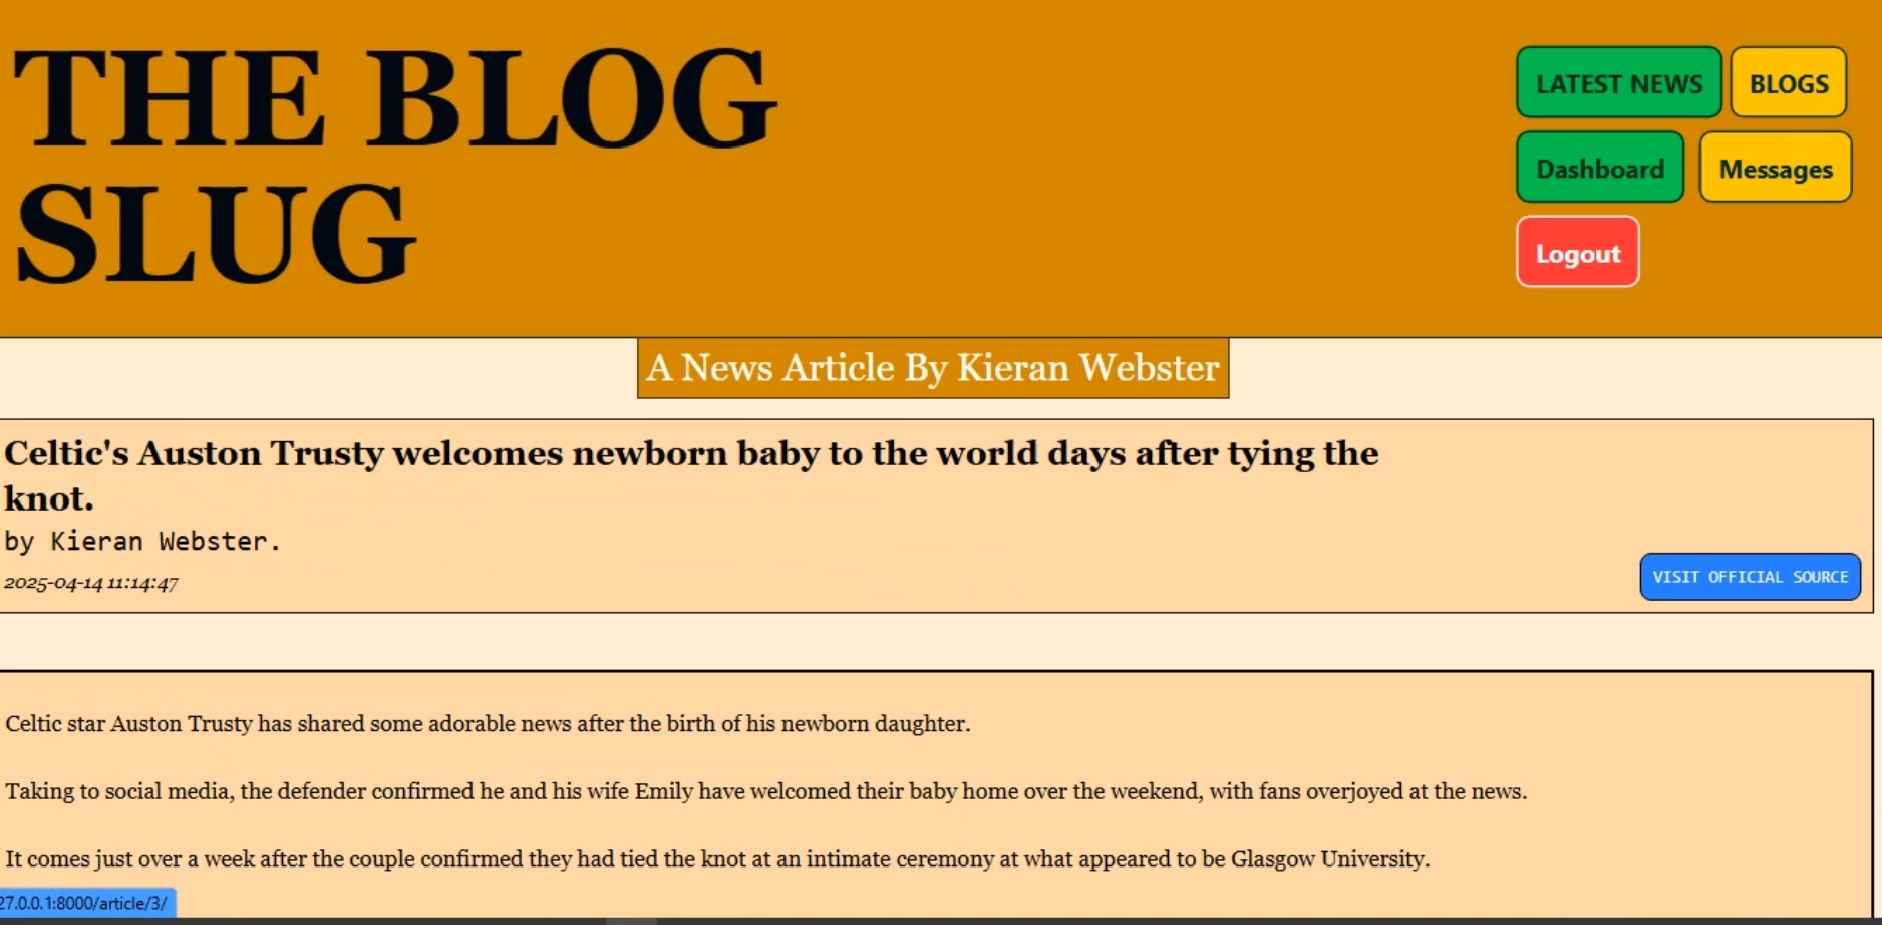 THE BLOG
SLUG
LATEST NEWS
BLOGS
Dashboard
Messages
Logout
A News Article By Kieran Webster
Celtic's Auston Trusty welcomes newborn baby to the world days after tying the
knot.
by Kieran Webster.
2025-04-14 11:14:47
VISIT OFFICIAL SOURCE
Celtic star Auston Trusty has shared some adorable news after the birth of his newborn daughter.
Taking to social media, the defender confirmed he and his wife Emily have welcomed their baby home over the weekend, with fans overjoyed at the news.
It comes just over a week after the couple confirmed they had tied the knot at an intimate ceremony at what appeared to be Glasgow University.
27.0.0.1:8000/article/3/